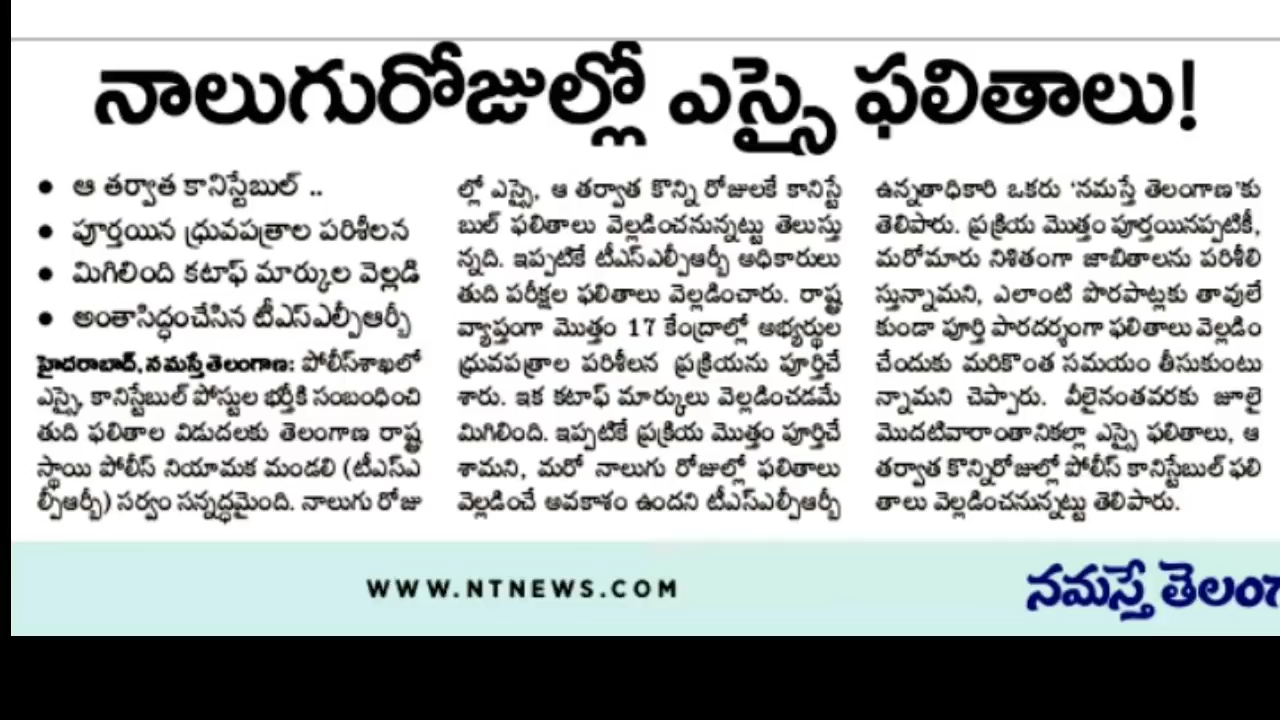 నాలుగురోజుల్లో ఎస్సై ఫలితాలు!
• ఆ తర్వాత కానిస్టేబుల్ ..
• పూర్తయిన ధ్రువపత్రాల పరిశీలన
• మిగిలింది కటాఫ్ మార్కుల వెల్లడి
• అంతాసిద్ధంచేసిన టీఎస్ఎల్పీఆర్బీ
హైదరాబాద్, నమస్తేతెలంగాణ: పోలీస్‌శాఖలో
ఎస్సై, కానిస్టేబుల్ పోస్టుల భర్తీకి సంబంధించి
తుది ఫలితాల విడుదలకు తెలంగాణ రాష్ట్ర
స్థాయి పోలీస్ నియామక మండలి (టీఎస్ఎ
ల్పీఆర్బీ) సర్వం సన్నద్ధమైంది. నాలుగు రోజు
ల్లో ఎస్సై, ఆ తర్వాత కొన్ని రోజులకే కానిస్టే
బుల్ ఫలితాలు వెల్లడించనున్నట్టు తెలుస్తు
న్నది. ఇప్పటికే టీఎస్ఎల్పీఆర్బీ అధికారులు
తుది పరీక్షల ఫలితాలు వెల్లడించారు. రాష్ట్ర
వ్యాప్తంగా మొత్తం 17 కేంద్రాల్లో అభ్యర్థుల
ధ్రువపత్రాల పరిశీలన ప్రక్రియను పూర్తిచే
శారు. ఇక కటాఫ్ మార్కులు వెల్లడించడమే
మిగిలింది. ఇప్పటికే ప్రక్రియ మొత్తం పూర్తిచే
శామని, మరో నాలుగు రోజుల్లో ఫలితాలు
వెల్లడించే అవకాశం ఉందని టీఎస్ఎల్పీఆర్బీ
ఉన్నతాధికారి ఒకరు ‘నమస్తే తెలంగాణ’కు
తెలిపారు. ప్రక్రియ మొత్తం పూర్తయినప్పటికీ,
మరోమారు నిశితంగా జాబితాలను పరిశీలి
స్తున్నామని, ఎలాంటి పొరపాట్లకు తావులే
కుండా పూర్తి పారదర్శంగా ఫలితాలు వెల్లడిం
చేందుకు మరికొంత సమయం తీసుకుంటు
న్నామని చెప్పారు. వీలైనంతవరకు జూలై
మొదటివారాంతానికల్లా ఎస్సై ఫలితాలు, ఆ
తర్వాత కొన్నిరోజుల్లో పోలీస్ కానిస్టేబుల్ ఫలి
తాలు వెల్లడించనున్నట్టు తెలిపారు.
WWW.NTNEWS.COM
నమస్తే తెలంగ